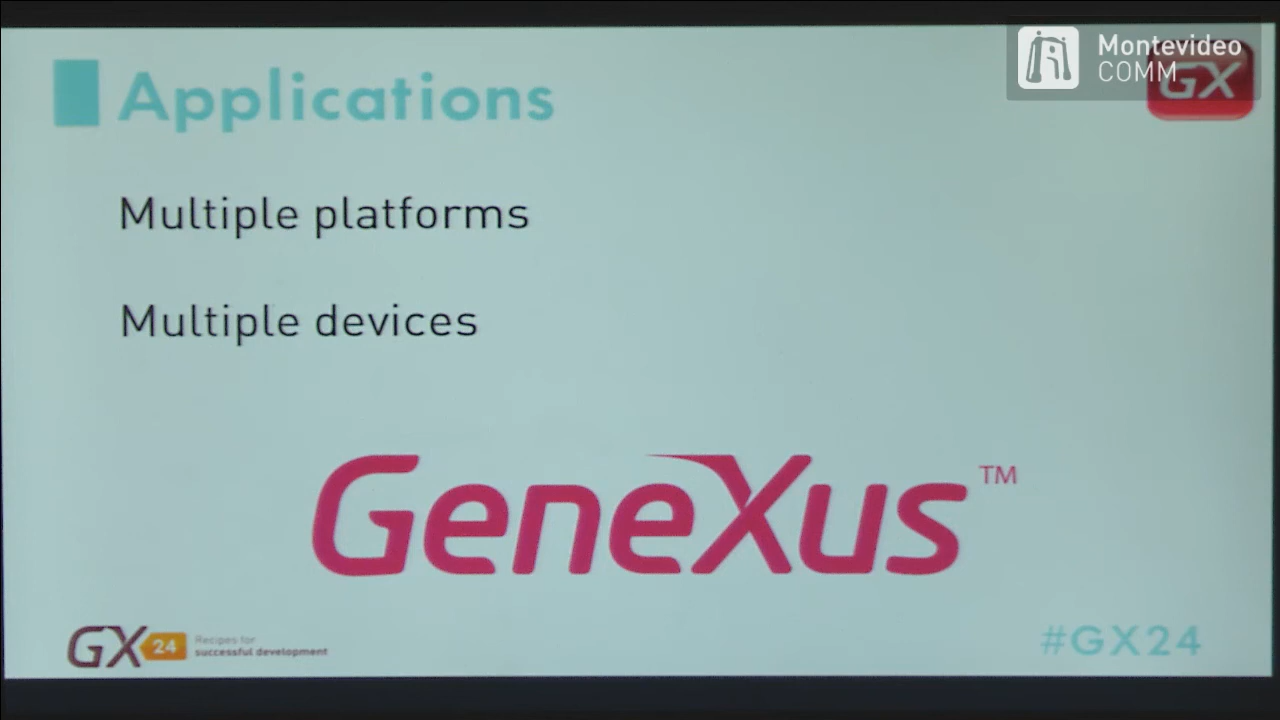 Montevideo
COMM
GX
Applications
Multiple platforms
Multiple devices
GeneXus™
GX 24
Recipes for
successful development
#GX24